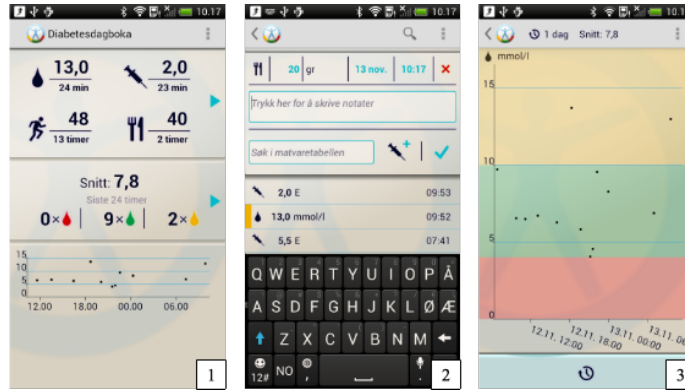 10.17
Diabetesdagboka
13,0
24 min
2,0
23 min
48
13 timer
40
2 timer
Snitt: 7,8
Siste 24 timer
0× 9× 2×
15
10
5
0
12.00 18.00 00.00 06.00
1
10.17
20 gr 13 nov. 10:17
Trykk her for å skrive notater
Søk i matvaretabellen
2,0 E 09:53
13,0 mmol/l 09:52
5,5 E 07:41
Q W E R T Y U I O P Å
A S D F G H J K L Ø Æ
Z X C V B N M
12# NO , .
2
1 dag Snitt: 7,8
mmol/l
15
10
5
0
12.11. 12:00 12.11. 18:00 13.11. 00:00
3